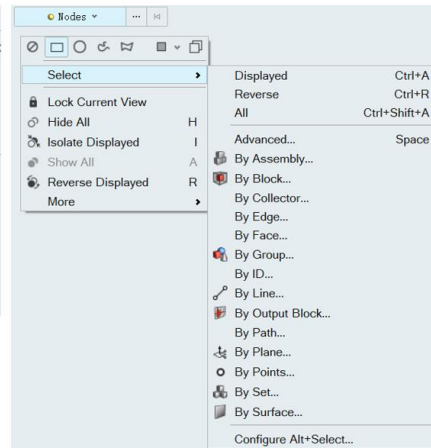 Nodes
...
Select
Lock Current View
Hide All H
Isolate Displayed I
Show All A
Reverse Displayed R
More
Displayed Ctrl+A
Reverse Ctrl+R
All Ctrl+Shift+A
Advanced... Space
By Assembly...
By Block...
By Collector...
By Edge...
By Face...
By Group...
By ID...
By Line...
By Output Block...
By Path...
By Plane...
By Points...
By Set...
By Surface...
Configure Alt+Select...